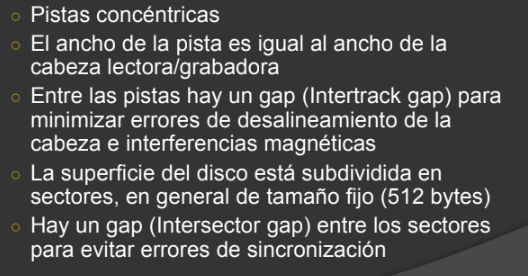 ○ Pistas concéntricas
○ El ancho de la pista es igual al ancho de la
cabeza lectora/grabadora
○ Entre las pistas hay un gap (Intertrack gap) para
minimizar errores de desalineamiento de la
cabeza e interferencias magnéticas
○ La superficie del disco está subdividida en
sectores, en general de tamaño fijo (512 bytes)
○ Hay un gap (Intersector gap) entre los sectores
para evitar errores de sincronización